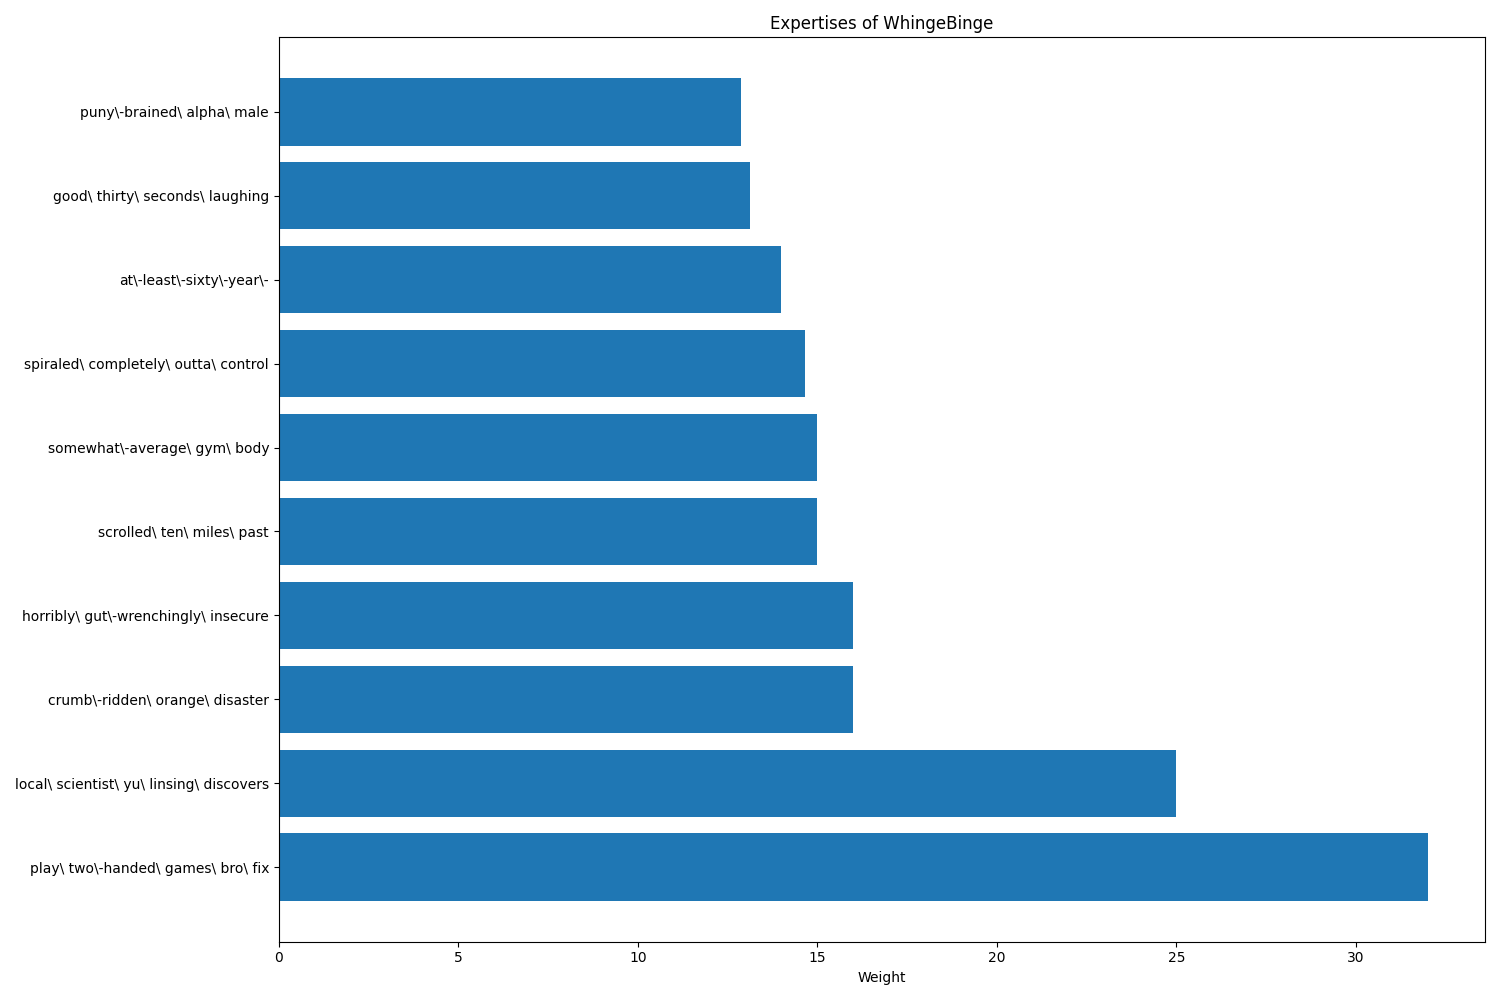 Expertises of WhingeBinge
puny\-brained\ alpha\ male
good\ thirty\ seconds\ laughing
at\-least\-sixty\-year\-
spiraled\ completely\ outta\ control
somewhat\-average\ gym\ body
scrolled\ ten\ miles\ past
horribly\ gut\-wrenchingly\ insecure
crumb\-ridden\ orange\ disaster
local\ scientist\ yu\ linsing\ discovers
play\ two\-handed\ games\ bro\ fix
0 5 10 15 20 25 30
Weight